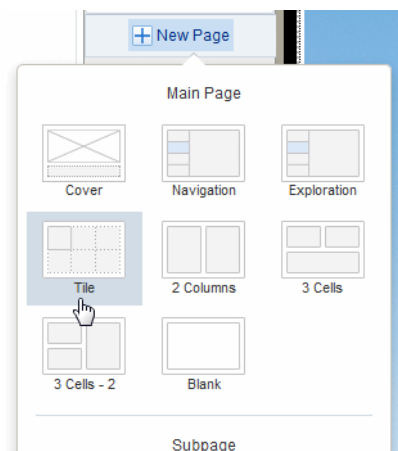 New Page
Main Page
Cover
Navigation
Exploration
Tile
2 Columns
3 Cells
3 Cells - 2
Blank
Subpage